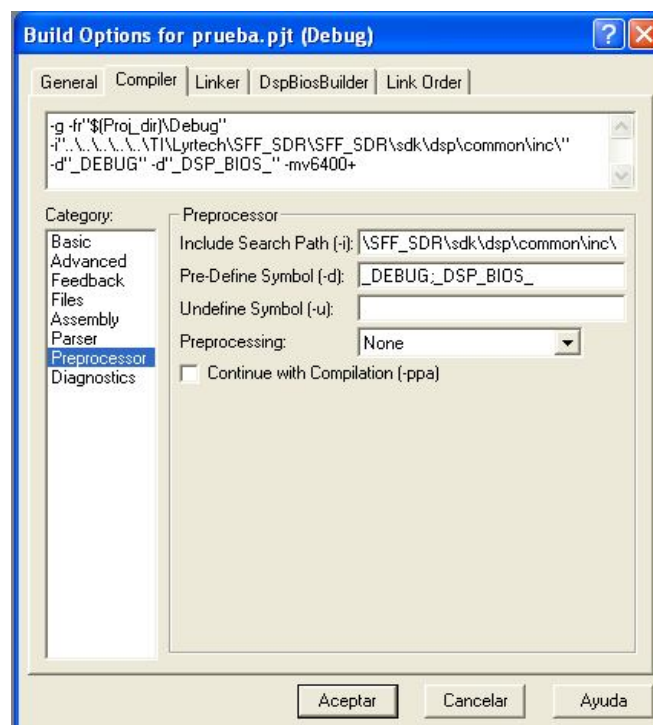 Build Options for prueba.pjt (Debug)
General Compiler Linker DspBiosBuilder Link Order
-g -fr"$(Proj_dir)\Debug"
-i"..\..\..\..\..\TI\Lyrtech\SFF_SDR\SFF_SDR\sdk\dsp\common\inc\"
-d"_DEBUG" -d"_DSP_BIOS_" -mv6400+
Category:
Basic
Advanced
Feedback
Files
Assembly
Parser
Preprocessor
Diagnostics
Preprocessor
Include Search Path (-i): \SFF_SDR\sdk\dsp\common\inc\
Pre-Define Symbol (-d): _DEBUG;_DSP_BIOS_
Undefine Symbol (-u):
Preprocessing: None
Continue with Compilation (-ppa)
Aceptar Cancelar Ayuda